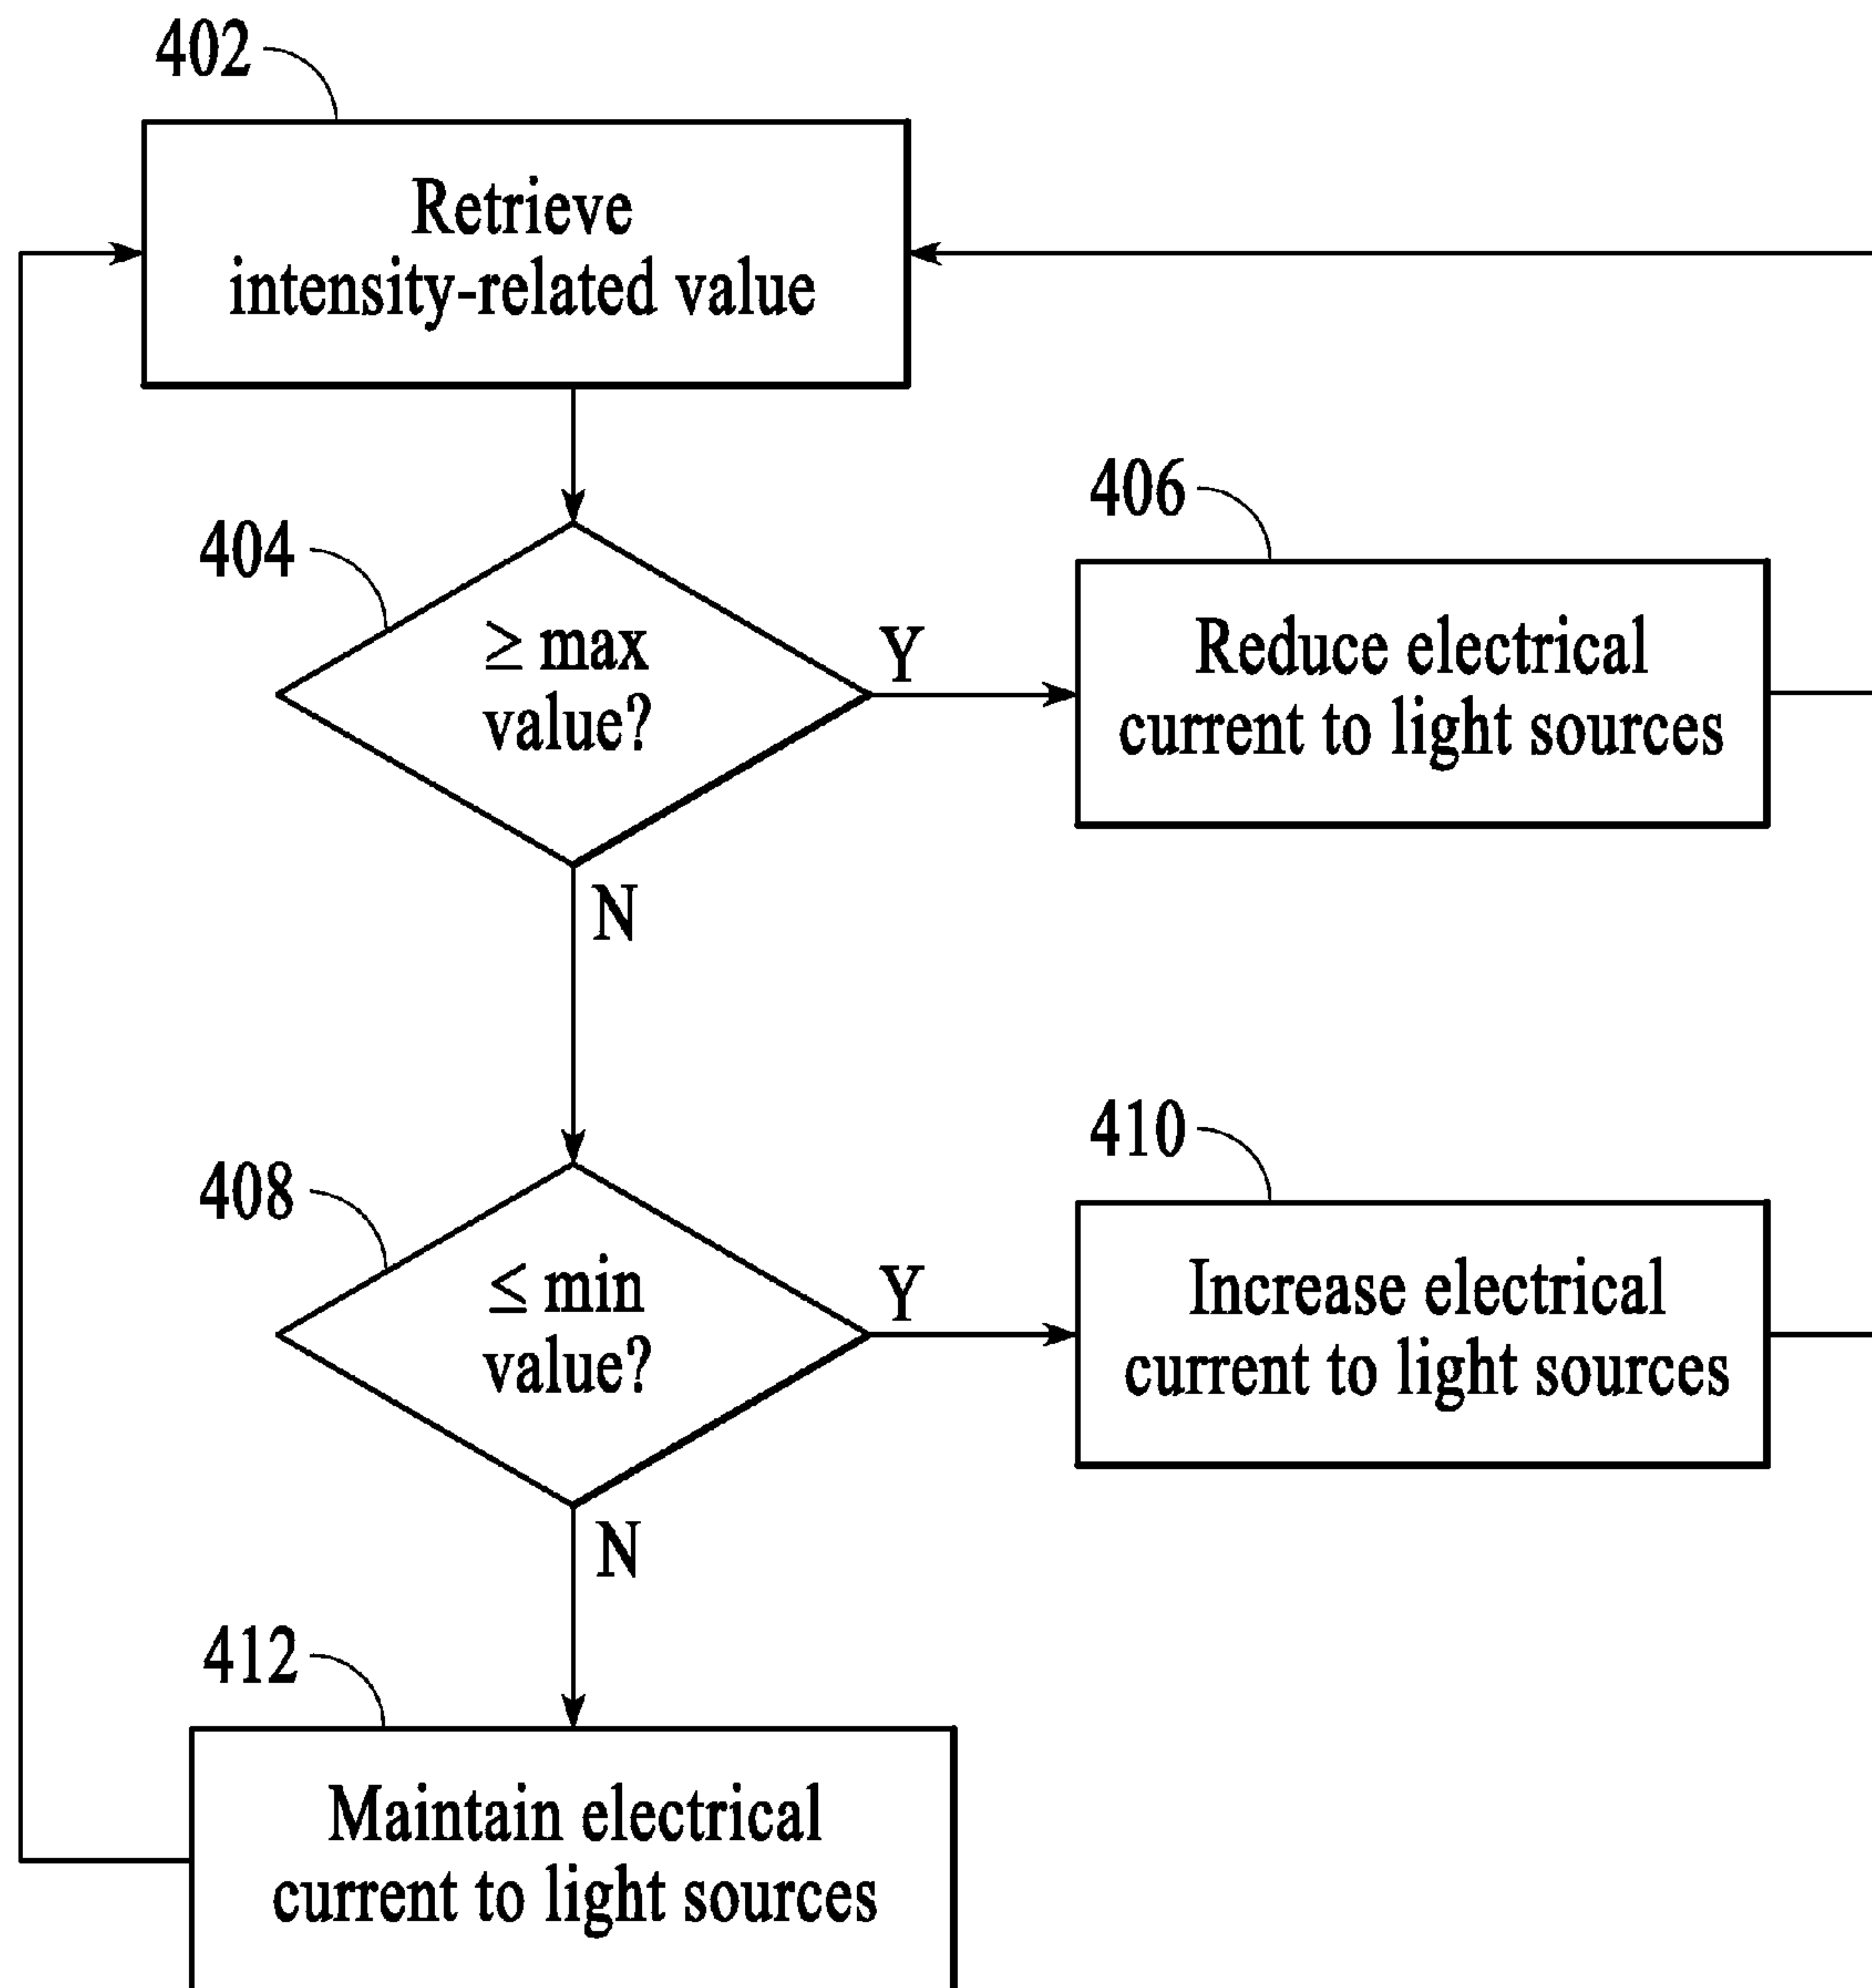 402
Retrieve
intensity-related value
404
≥ max
value?
Y
406
Reduce electrical
current to light sources
N
408
≤ min
value?
Y
410
Increase electrical
current to light sources
N
412
Maintain electrical
current to light sources